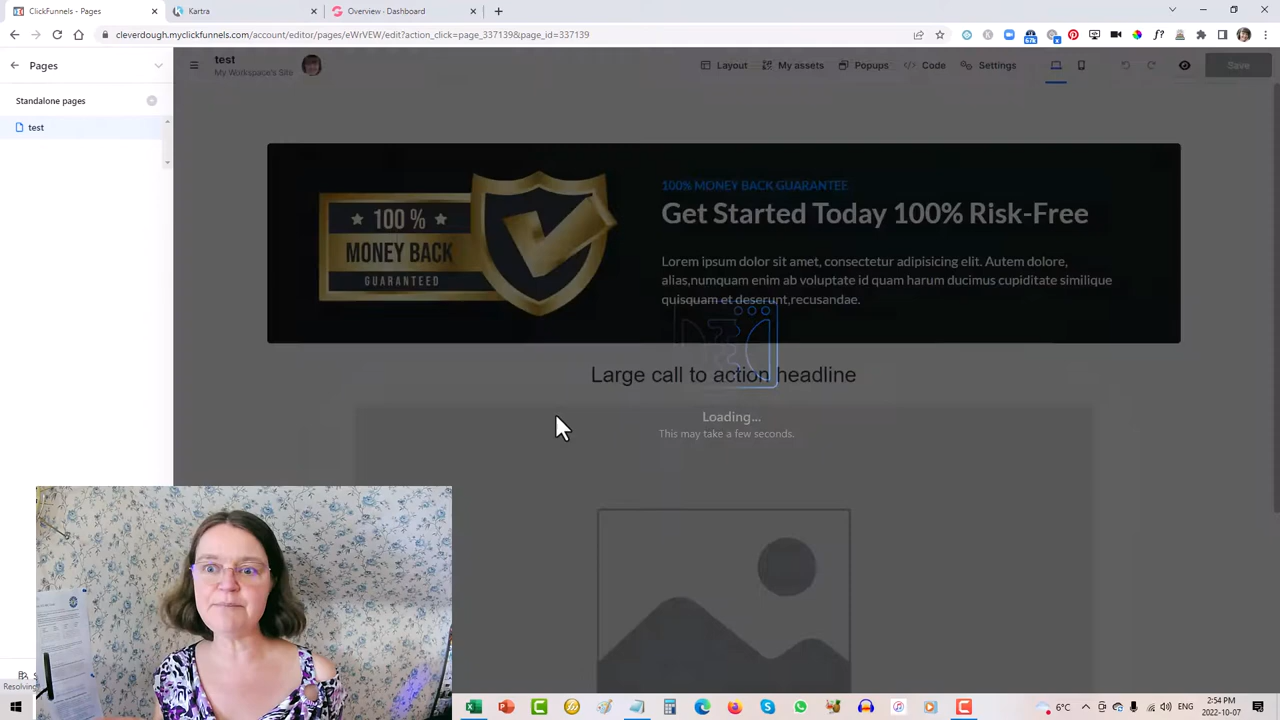 ClickFunnels - Pages
Kartra
Overview - Dashboard
cleverdough.myclickfunnels.com/account/editor/pages/eWrVEW/edit?action_click=page_337139&page_id=337139
Pages
test
My Workspace's Site
Layout
My assets
Popups
Code
Settings
Save
Standalone pages
test
100 %
MONEY BACK
GUARANTEED
100% MONEY BACK GUARANTEE
Get Started Today 100% Risk-Free
Lorem ipsum dolor sit amet, consectetur adipisicing elit. Autem dolore,
alias,numquam enim ab voluptate id quam harum ducimus cupiditate similique
quisquam et deserunt,recusandae.
Large call to action headline
Loading...
This may take a few seconds.
6°C
ENG
2:54 PM
2022-10-07